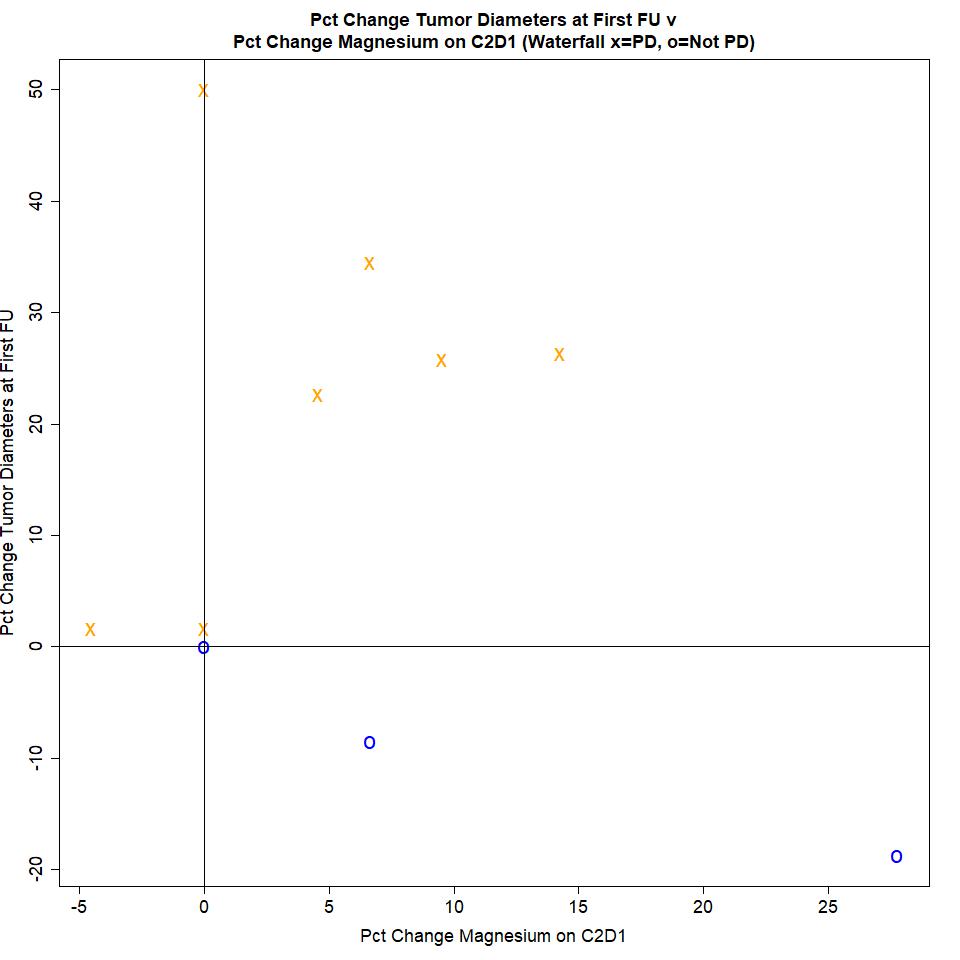 Pct Change Tumor Diameters at First FU v
Pct Change Magnesium on C2D1 (Waterfall x=PD, o=Not PD)
Pct Change Tumor Diameters at First FU
50
40
30
20
10
0
-10
-20
X
X
X
X
X
X
X
O
O
O
-5 0 5 10 15 20 25
Pct Change Magnesium on C2D1